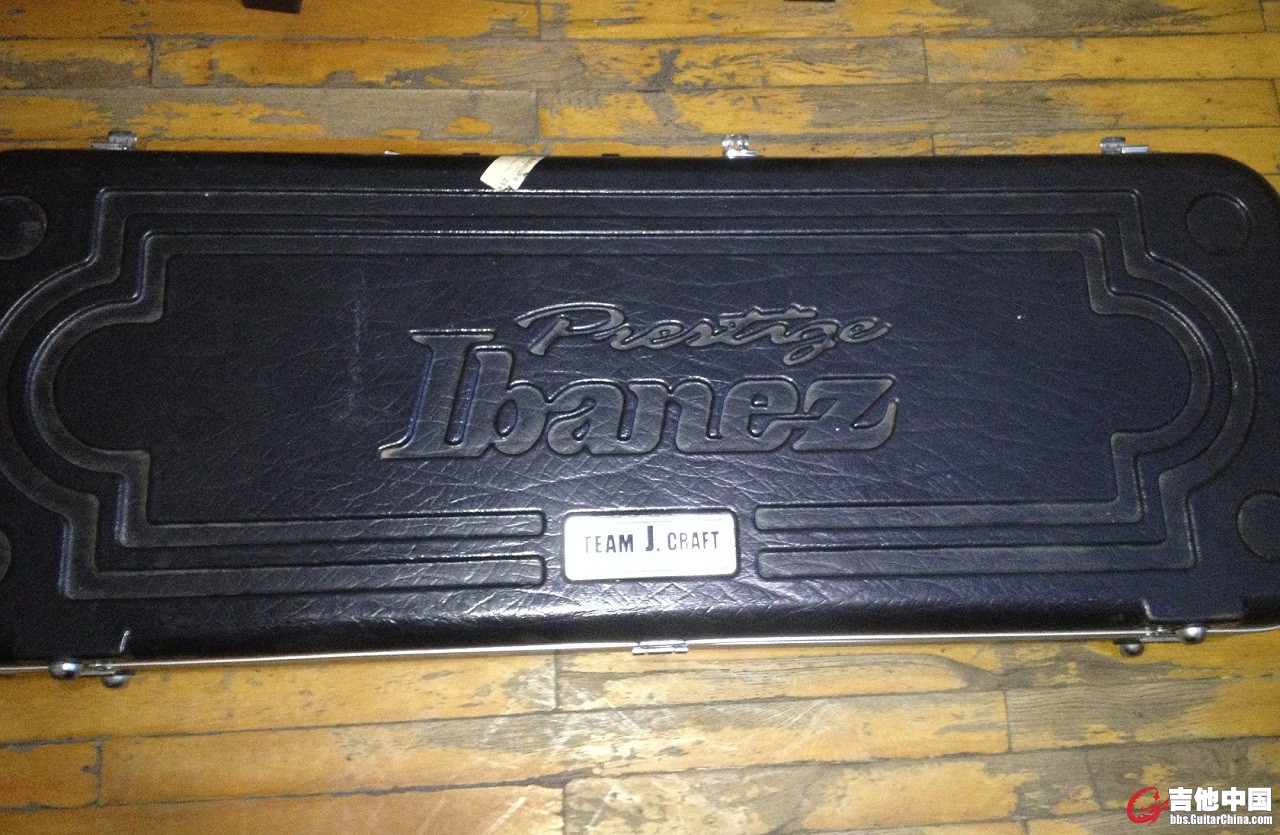 Prestige
Ibanez
TEAM J. CRAFT
吉他中国
bbs.GuitarChina.com